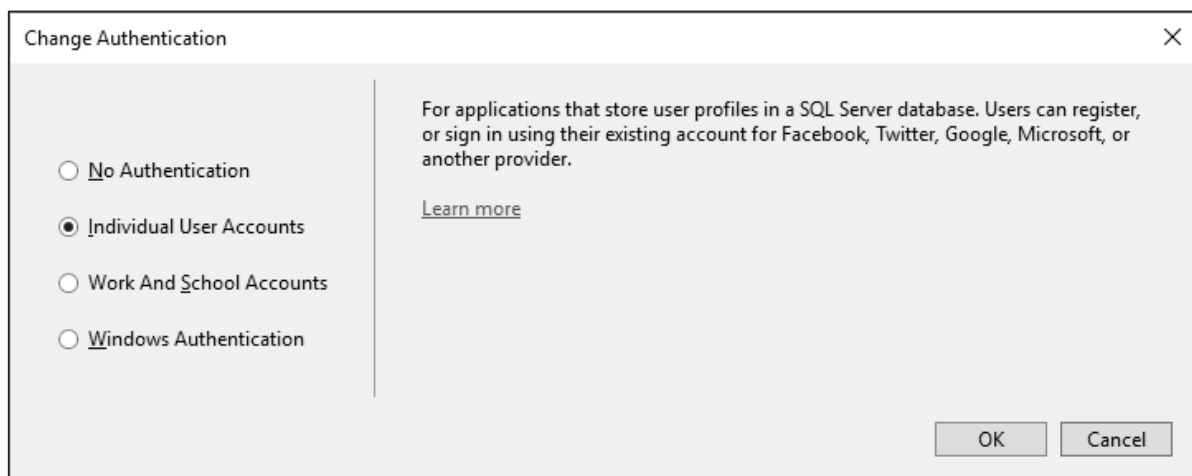 Change Authentication
No Authentication
Individual User Accounts
Work And School Accounts
Windows Authentication
For applications that store user profiles in a SQL Server database. Users can register,
or sign in using their existing account for Facebook, Twitter, Google, Microsoft, or
another provider.
Learn more
OK
Cancel